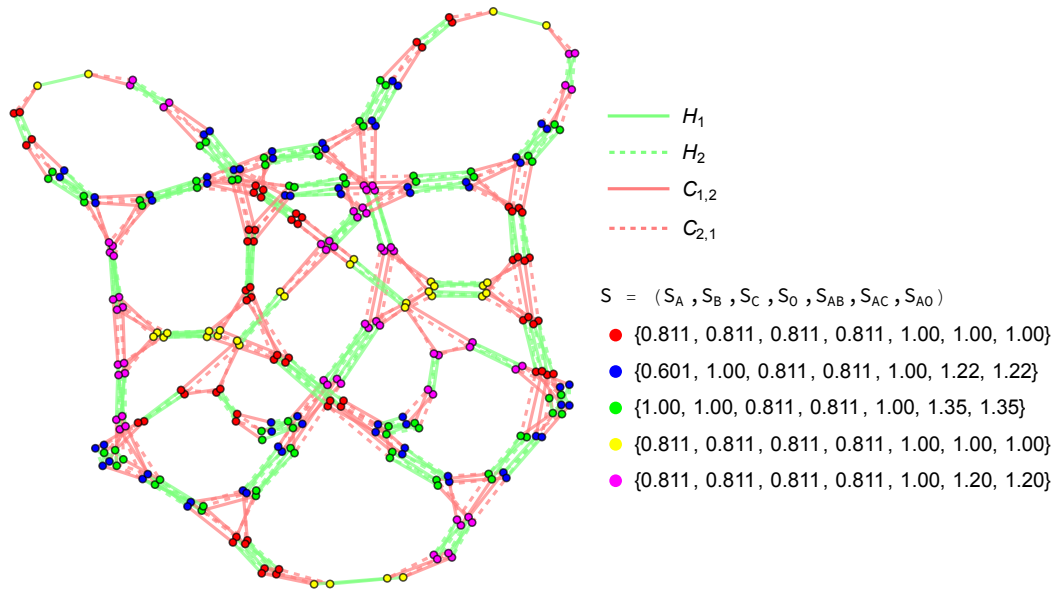 H1
H2
C1,2
C2,1
S = (SA, SB, SC, SO, SAB, SAC, SAO)
{0.811, 0.811, 0.811, 0.811, 1.00, 1.00, 1.00}
{0.601, 1.00, 0.811, 0.811, 1.00, 1.22, 1.22}
{1.00, 1.00, 0.811, 0.811, 1.00, 1.35, 1.35}
{0.811, 0.811, 0.811, 0.811, 1.00, 1.00, 1.00}
{0.811, 0.811, 0.811, 0.811, 1.00, 1.20, 1.20}